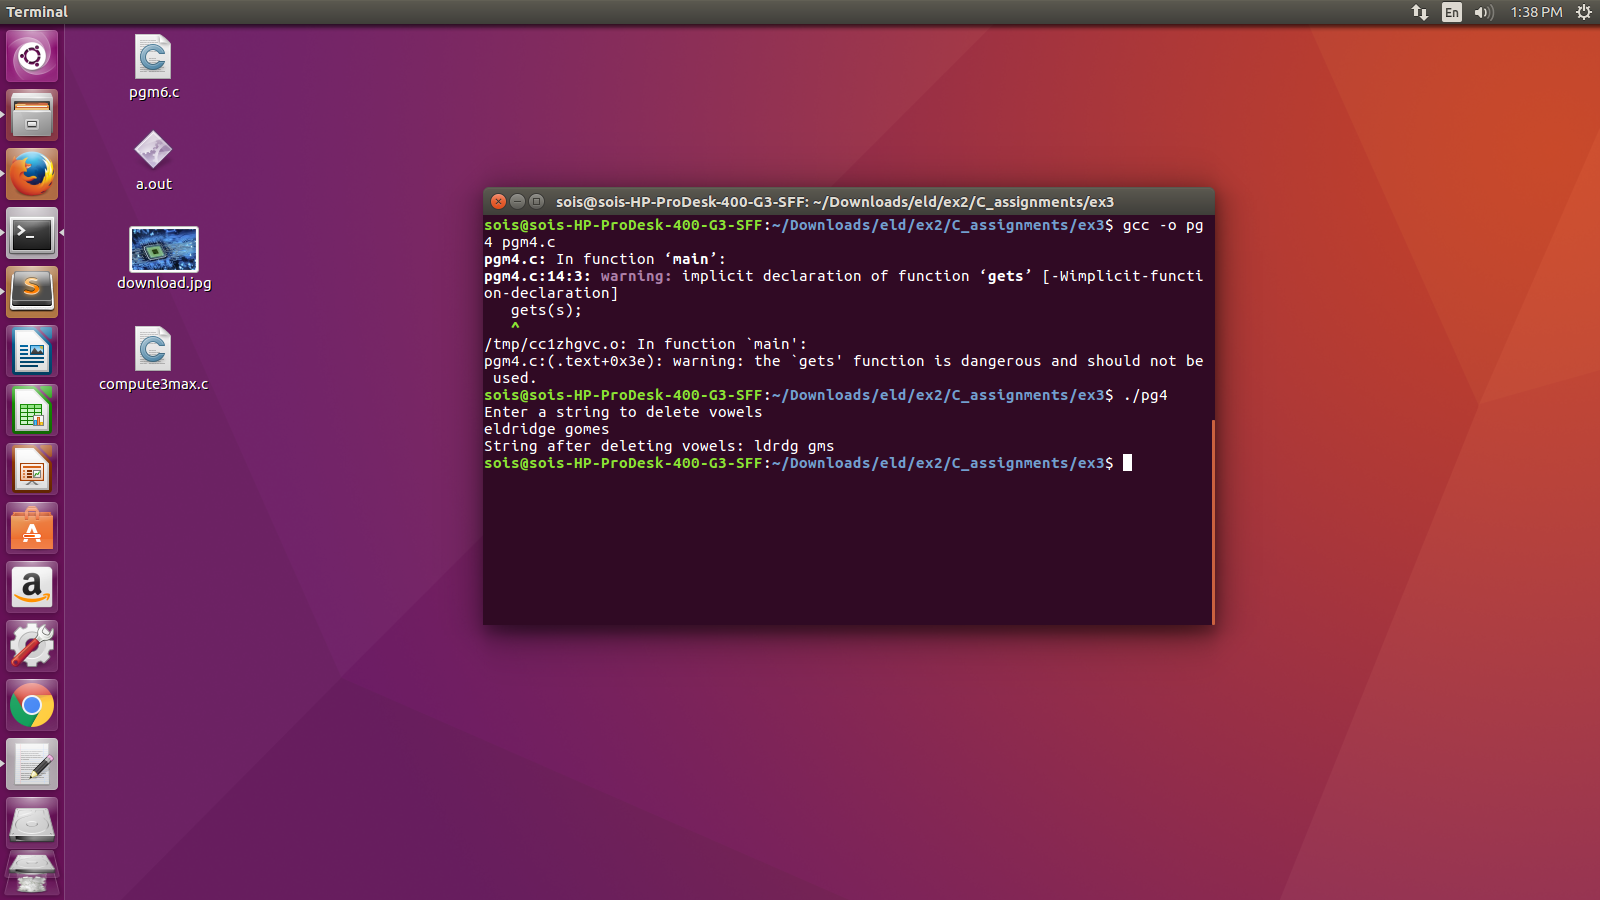 Terminal
En
1:38 PM
pgm6.c
a.out
download.jpg
compute3max.c
sois@sois-HP-ProDesk-400-G3-SFF: ~/Downloads/eld/ex2/C_assignments/ex3
sois@sois-HP-ProDesk-400-G3-SFF:~/Downloads/eld/ex2/C_assignments/ex3$ gcc -o pg
4 pgm4.c
pgm4.c: In function ‘main’:
pgm4.c:14:3: warning: implicit declaration of function ‘gets’ [-Wimplicit-functi
on-declaration]
gets(s);
^
/tmp/cc1zhgvc.o: In function `main':
pgm4.c:(.text+0x3e): warning: the `gets' function is dangerous and should not be
used.
sois@sois-HP-ProDesk-400-G3-SFF:~/Downloads/eld/ex2/C_assignments/ex3$ ./pg4
Enter a string to delete vowels
eldridge gomes
String after deleting vowels: ldrdg gms
sois@sois-HP-ProDesk-400-G3-SFF:~/Downloads/eld/ex2/C_assignments/ex3$